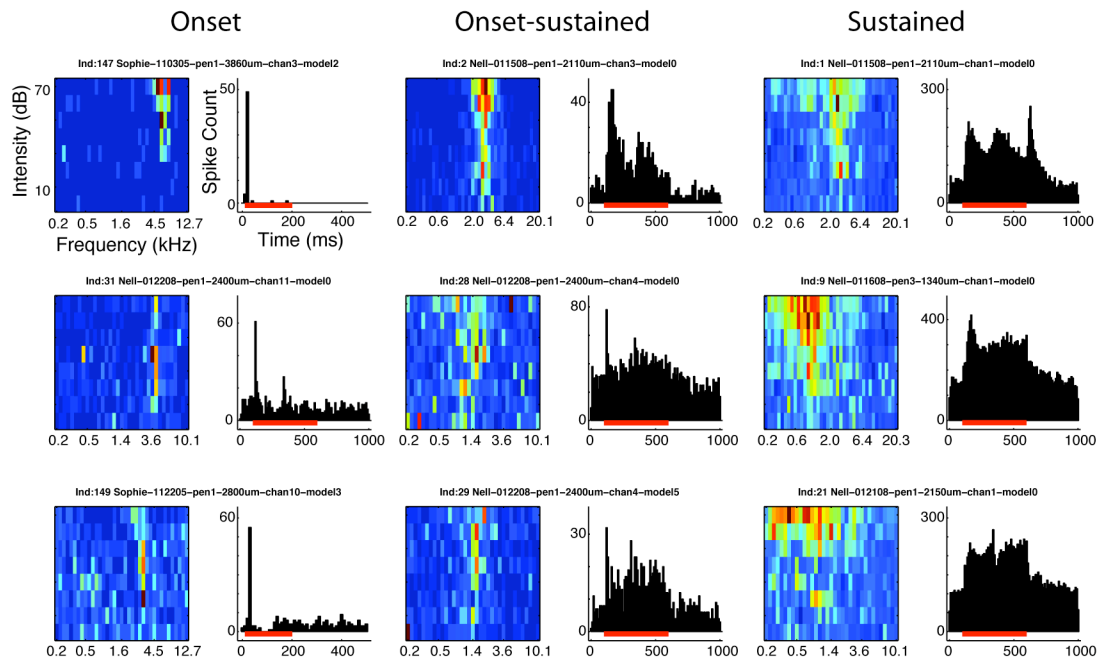 Onset Onset-sustained Sustained
Ind:147 Sophie-110305-pen1-3860um-chan3-model2
70
10
Intensity (dB)
0.2 0.5 1.6 4.5 12.7
Frequency (kHz)
Spike Count
50
0
0 200 400
Time (ms)
Ind:2 Nell-011508-pen1-2110um-chan3-model0
0.2 0.6 2.0 6.4 20.1
40
0
0 500 1000
Ind:1 Nell-011508-pen1-2110um-chan1-model0
0.2 0.6 2.0 6.4 20.1
300
150
0
0 500 1000
Ind:31 Nell-012208-pen1-2400um-chan11-model0
0.2 0.5 1.4 3.6 10.1
60
0
0 500 1000
Ind:28 Nell-012208-pen1-2400um-chan4-model0
0.2 0.5 1.4 3.6 10.1
80
40
0
0 500 1000
Ind:9 Nell-011608-pen3-1340um-chan1-model0
0.2 0.6 2.0 6.4 20.3
400
200
0
0 500 1000
Ind:149 Sophie-112205-pen1-2800um-chan10-model3
0.2 0.5 1.6 4.5 12.7
60
0
0 200 400
Ind:29 Nell-012208-pen1-2400um-chan4-model5
0.2 0.5 1.4 3.6 10.1
30
0
0 500 1000
Ind:21 Nell-012108-pen1-2150um-chan1-model0
0.2 0.5 1.4 3.6 10.1
300
150
0
0 500 1000